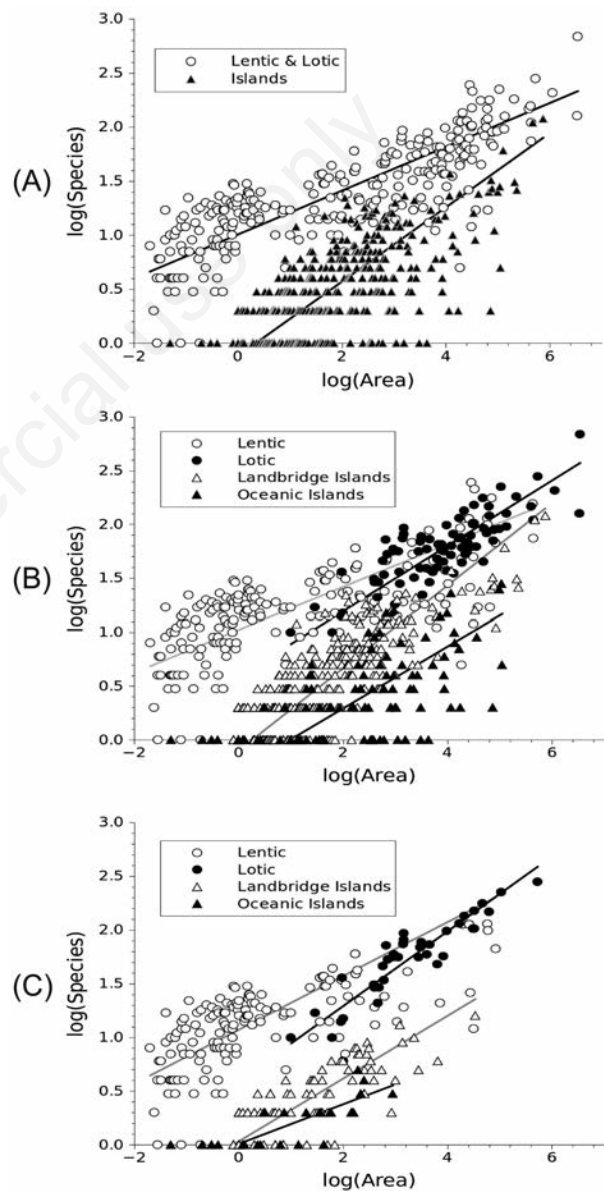 (A)
Lentic & Lotic
Islands
log(Species)
3.0
2.5
2.0
1.5
1.0
0.5
0.0
−2 0 2 4 6
log(Area)
(B)
Lentic
Lotic
Landbridge Islands
Oceanic Islands
log(Species)
3.0
2.5
2.0
1.5
1.0
0.5
0.0
−2 0 2 4 6
log(Area)
(C)
Lentic
Lotic
Landbridge Islands
Oceanic Islands
log(Species)
3.0
2.5
2.0
1.5
1.0
0.5
0.0
−2 0 2 4 6
log(Area)
ercial use only